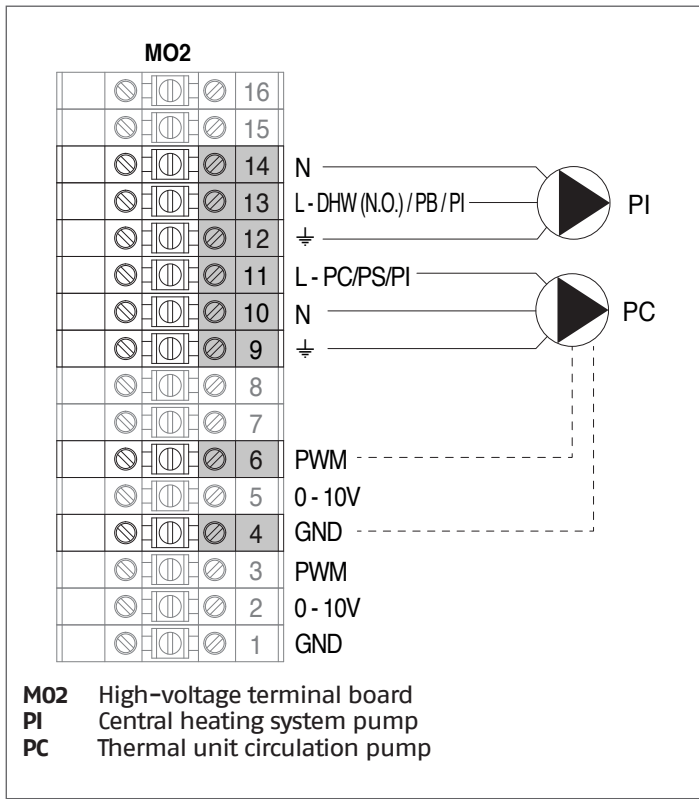 MO2
16
15
14 N
13 L - DHW (N.O.) / PB / PI
PI
12
11 L - PC/PS/PI
10 N
PC
9
8
7
6 PWM
5 0 - 10V
4 GND
3 PWM
2 0 - 10V
1 GND
MO2 High-voltage terminal board
PI Central heating system pump
PC Thermal unit circulation pump